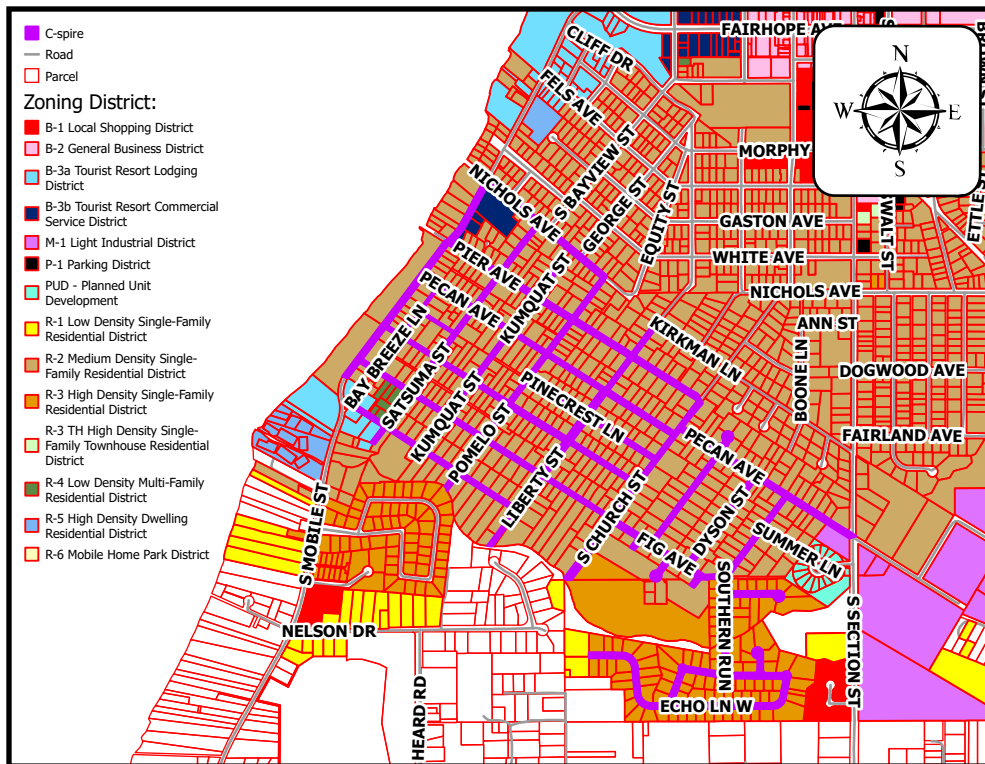 C-spire
Road
Parcel
Zoning District:
B-1 Local Shopping District
B-2 General Business District
B-3a Tourist Resort Lodging
District
B-3b Tourist Resort Commercial
Service District
M-1 Light Industrial District
P-1 Parking District
PUD - Planned Unit
Development
R-1 Low Density Single-Family
Residential District
R-2 Medium Density Single-
Family Residential District
R-3 High Density Single-Family
Residential District
R-3 TH High Density Single-
Family Townhouse Residential
District
R-4 Low Density Multi-Family
Residential District
R-5 High Density Dwelling
Residential District
R-6 Mobile Home Park District
FAIRHOPE AVE
CLIFF DR
FELS AVE
N
W E
S
MORPHY
S BAYVIEW ST
NICHOLS AVE
GEORGE ST
EQUITY ST
GASTON AVE
WHITE AVE
NICHOLS AVE
PIER AVE
PECAN AVE
KUMQUAT ST
BAY BREEZE LN
SATSUMA ST
KIRKMAN LN
ANN ST
BOONE LN
DOGWOOD AVE
FAIRLAND AVE
PINECREST LN
KUMQUAT ST
POMELO ST
LIBERTY ST
S CHURCH ST
PECAN AVE
DYSON ST
FIG AVE
SUMMER LN
S MOBILE ST
NELSON DR
HEARD RD
SOUTHERN RUN
ECHO LN W
S SECTION ST